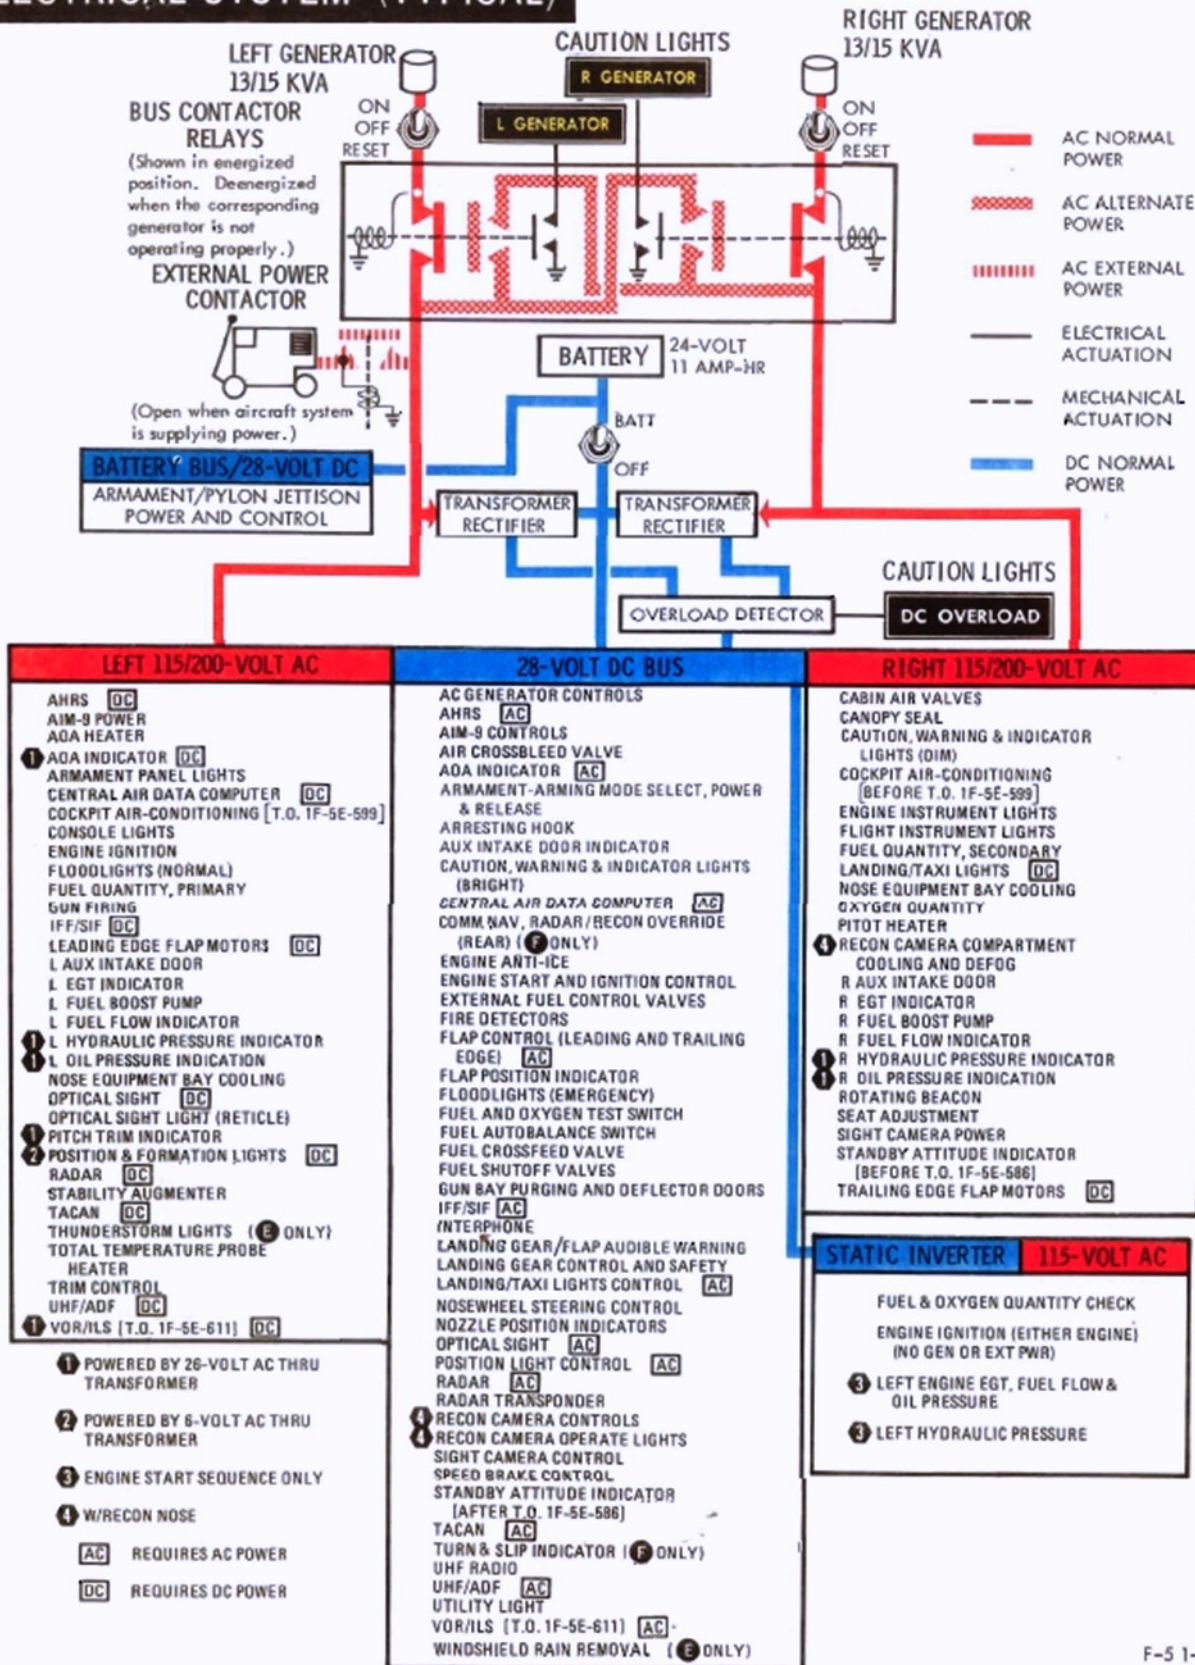 ELECTRICAL SYSTEM (TYPICAL)
LEFT GENERATOR
13/15 KVA
CAUTION LIGHTS
R GENERATOR
L GENERATOR
RIGHT GENERATOR
13/15 KVA
ON
OFF
RESET
ON
OFF
RESET
BUS CONTACTOR
RELAYS
(Shown in energized
position. Deenergized
when the corresponding
generator is not
operating properly.)
EXTERNAL POWER
CONTACTOR
(Open when aircraft system
is supplying power.)
AC NORMAL
POWER
AC ALTERNATE
POWER
AC EXTERNAL
POWER
ELECTRICAL
ACTUATION
MECHANICAL
ACTUATION
DC NORMAL
POWER
BATTERY
24-VOLT
11 AMP-HR
BATT
OFF
BATTERY BUS/28-VOLT DC
ARMAMENT/PYLON JETTISON
POWER AND CONTROL
TRANSFORMER
RECTIFIER
TRANSFORMER
RECTIFIER
OVERLOAD DETECTOR
CAUTION LIGHTS
DC OVERLOAD
LEFT 115/200-VOLT AC
AHRS DC
AIM-9 POWER
AOA HEATER
1 AOA INDICATOR DC
ARMAMENT PANEL LIGHTS
CENTRAL AIR DATA COMPUTER DC
COCKPIT AIR-CONDITIONING [T.O. 1F-5E-599]
CONSOLE LIGHTS
ENGINE IGNITION
FLOODLIGHTS (NORMAL)
FUEL QUANTITY, PRIMARY
GUN FIRING
IFF/SIF DC
LEADING EDGE FLAP MOTORS DC
L AUX INTAKE DOOR
L EGT INDICATOR
L FUEL BOOST PUMP
L FUEL FLOW INDICATOR
1 L HYDRAULIC PRESSURE INDICATOR
1 L OIL PRESSURE INDICATION
NOSE EQUIPMENT BAY COOLING
OPTICAL SIGHT DC
OPTICAL SIGHT LIGHT (RETICLE)
1 PITCH TRIM INDICATOR
2 POSITION & FORMATION LIGHTS DC
RADAR DC
STABILITY AUGMENTER
TACAN DC
THUNDERSTORM LIGHTS (E ONLY)
TOTAL TEMPERATURE PROBE
HEATER
TRIM CONTROL
UHF/ADF DC
1 VOR/ILS [T.O. 1F-5E-611] DC
28-VOLT DC BUS
AC GENERATOR CONTROLS
AHRS AC
AIM-9 CONTROLS
AIR CROSSBLEED VALVE
AOA INDICATOR AC
ARMAMENT-ARMING MODE SELECT, POWER
& RELEASE
ARRESTING HOOK
AUX INTAKE DOOR INDICATOR
CAUTION, WARNING & INDICATOR LIGHTS
(BRIGHT)
CENTRAL AIR DATA COMPUTER AC
COMM, NAV, RADAR/RECON OVERRIDE
(REAR) (F ONLY)
ENGINE ANTI-ICE
ENGINE START AND IGNITION CONTROL
EXTERNAL FUEL CONTROL VALVES
FIRE DETECTORS
FLAP CONTROL (LEADING AND TRAILING
EDGE) AC
FLAP POSITION INDICATOR
FLOODLIGHTS (EMERGENCY)
FUEL AND OXYGEN TEST SWITCH
FUEL AUTOBALANCE SWITCH
FUEL CROSSFEED VALVE
FUEL SHUTOFF VALVES
GUN BAY PURGING AND DEFLECTOR DOORS
IFF/SIF AC
INTERPHONE
LANDING GEAR/FLAP AUDIBLE WARNING
LANDING GEAR CONTROL AND SAFETY
LANDING/TAXI LIGHTS CONTROL AC
NOSEWHEEL STEERING CONTROL
NOZZLE POSITION INDICATORS
OPTICAL SIGHT AC
POSITION LIGHT CONTROL AC
RADAR AC
RADAR TRANSPONDER
4 RECON CAMERA CONTROLS
4 RECON CAMERA OPERATE LIGHTS
SIGHT CAMERA CONTROL
SPEED BRAKE CONTROL
STANDBY ATTITUDE INDICATOR
[AFTER T.O. 1F-5E-586]
TACAN AC
TURN & SLIP INDICATOR (F ONLY)
UHF RADIO
UHF/ADF AC
UTILITY LIGHT
VOR/ILS [T.O. 1F-5E-611] AC
WINDSHIELD RAIN REMOVAL (E ONLY)
RIGHT 115/200-VOLT AC
CABIN AIR VALVES
CANOPY SEAL
CAUTION, WARNING & INDICATOR
LIGHTS (DIM)
COCKPIT AIR-CONDITIONING
[BEFORE T.O. 1F-5E-599]
ENGINE INSTRUMENT LIGHTS
FLIGHT INSTRUMENT LIGHTS
FUEL QUANTITY, SECONDARY
LANDING/TAXI LIGHTS DC
NOSE EQUIPMENT BAY COOLING
OXYGEN QUANTITY
PITOT HEATER
4 RECON CAMERA COMPARTMENT
COOLING AND DEFOG
R AUX INTAKE DOOR
R EGT INDICATOR
R FUEL BOOST PUMP
R FUEL FLOW INDICATOR
1 R HYDRAULIC PRESSURE INDICATOR
1 R OIL PRESSURE INDICATION
ROTATING BEACON
SEAT ADJUSTMENT
SIGHT CAMERA POWER
STANDBY ATTITUDE INDICATOR
[BEFORE T.O. 1F-5E-586]
TRAILING EDGE FLAP MOTORS DC
STATIC INVERTER 115-VOLT AC
FUEL & OXYGEN QUANTITY CHECK
ENGINE IGNITION (EITHER ENGINE)
(NO GEN OR EXT PWR)
3 LEFT ENGINE EGT, FUEL FLOW &
OIL PRESSURE
3 LEFT HYDRAULIC PRESSURE
1 POWERED BY 26-VOLT AC THRU
TRANSFORMER
2 POWERED BY 6-VOLT AC THRU
TRANSFORMER
3 ENGINE START SEQUENCE ONLY
4 W/RECON NOSE
AC REQUIRES AC POWER
DC REQUIRES DC POWER
F-5 1-